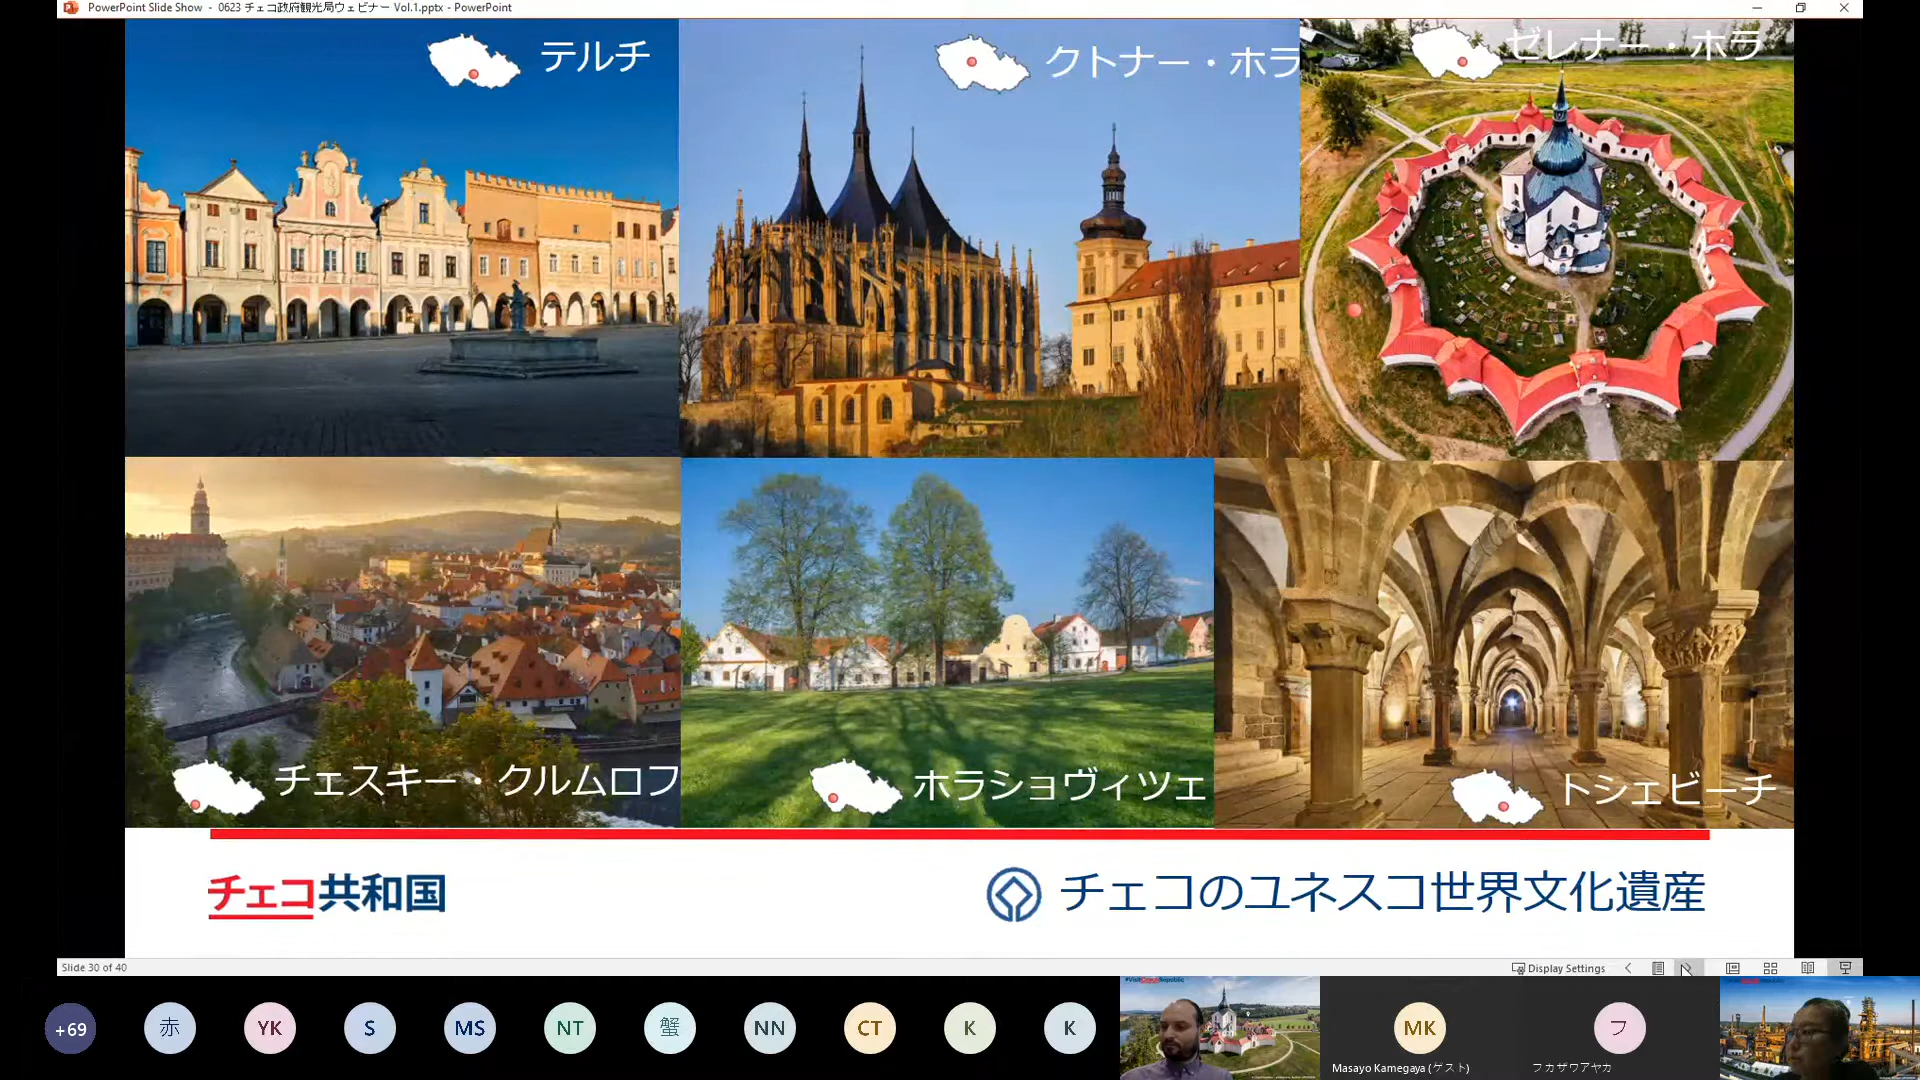 PowerPoint Slide Show - 0623 チェコ政府観光局ウェビナー Vol.1.pptx - PowerPoint
テルチ
クトナー・ホラ
ゼレナー・ホラ
チェスキー・クルムロフ
ホラショヴィツェ
トシェビーチ
チェコ共和国
チェコのユネスコ世界文化遺産
Slide 30 of 40
Display Settings
+69
赤
YK
S
MS
NT
蟹
NN
CT
K
K
MK
フ
Masayo Kamegaya (ゲスト)
フカザワアヤカ